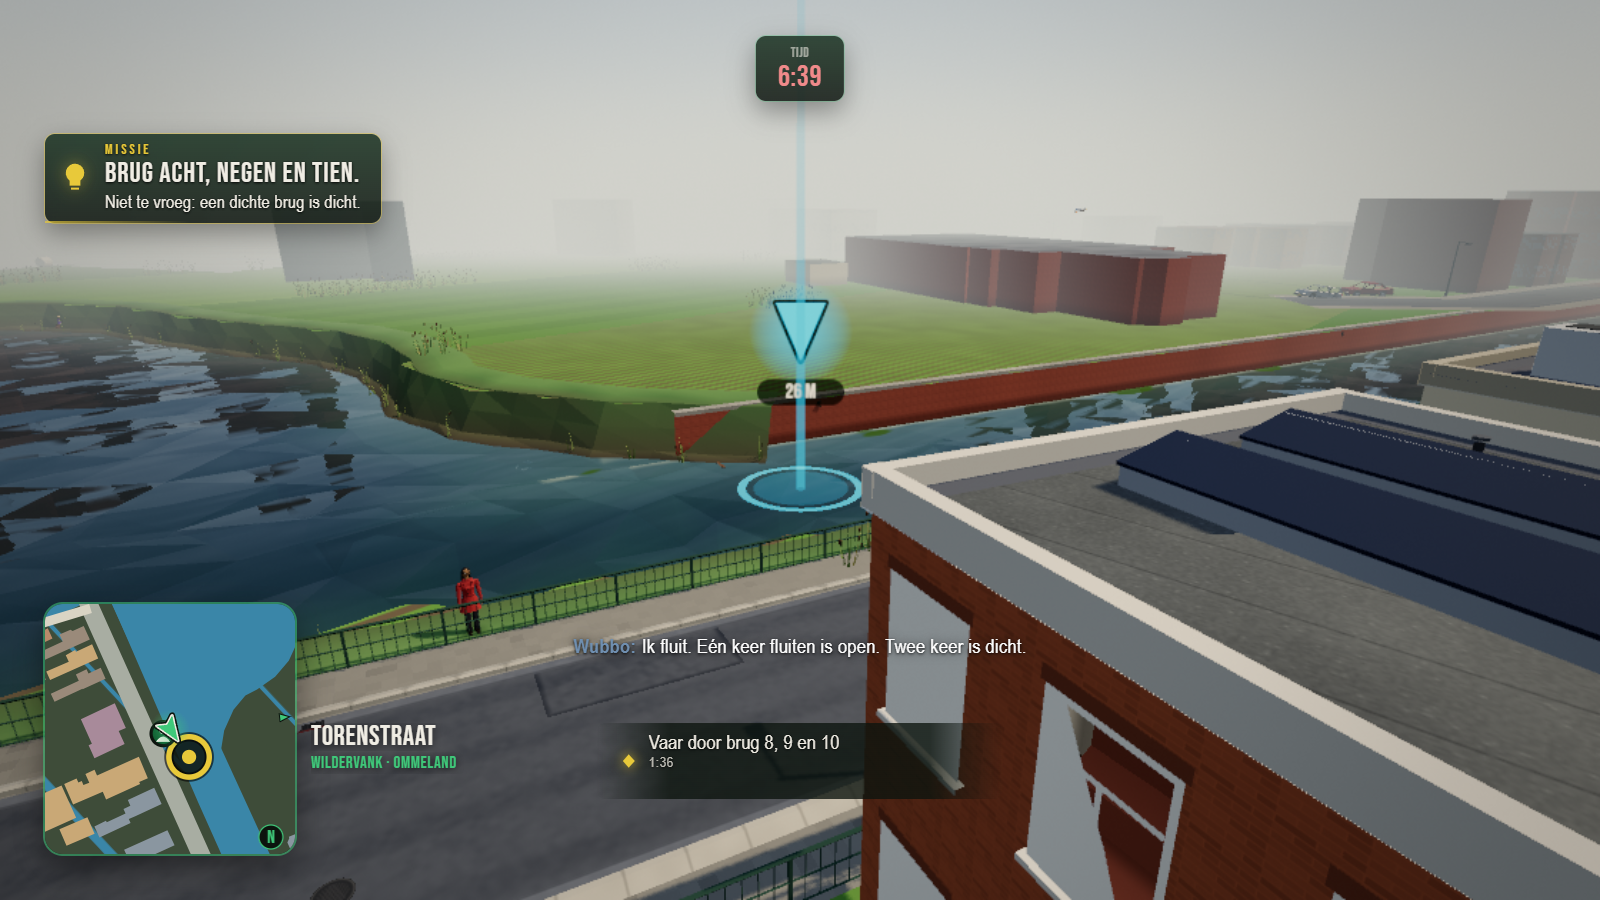 TIJD
6:39
MISSIE
BRUG ACHT, NEGEN EN TIEN.
Niet te vroeg: een dichte brug is dicht.
26 M
Wubbo: Ik fluit. Eén keer fluiten is open. Twee keer is dicht.
TORENSTRAAT
WILDERVANK · OMMELAND
Vaar door brug 8, 9 en 10
1:36
N